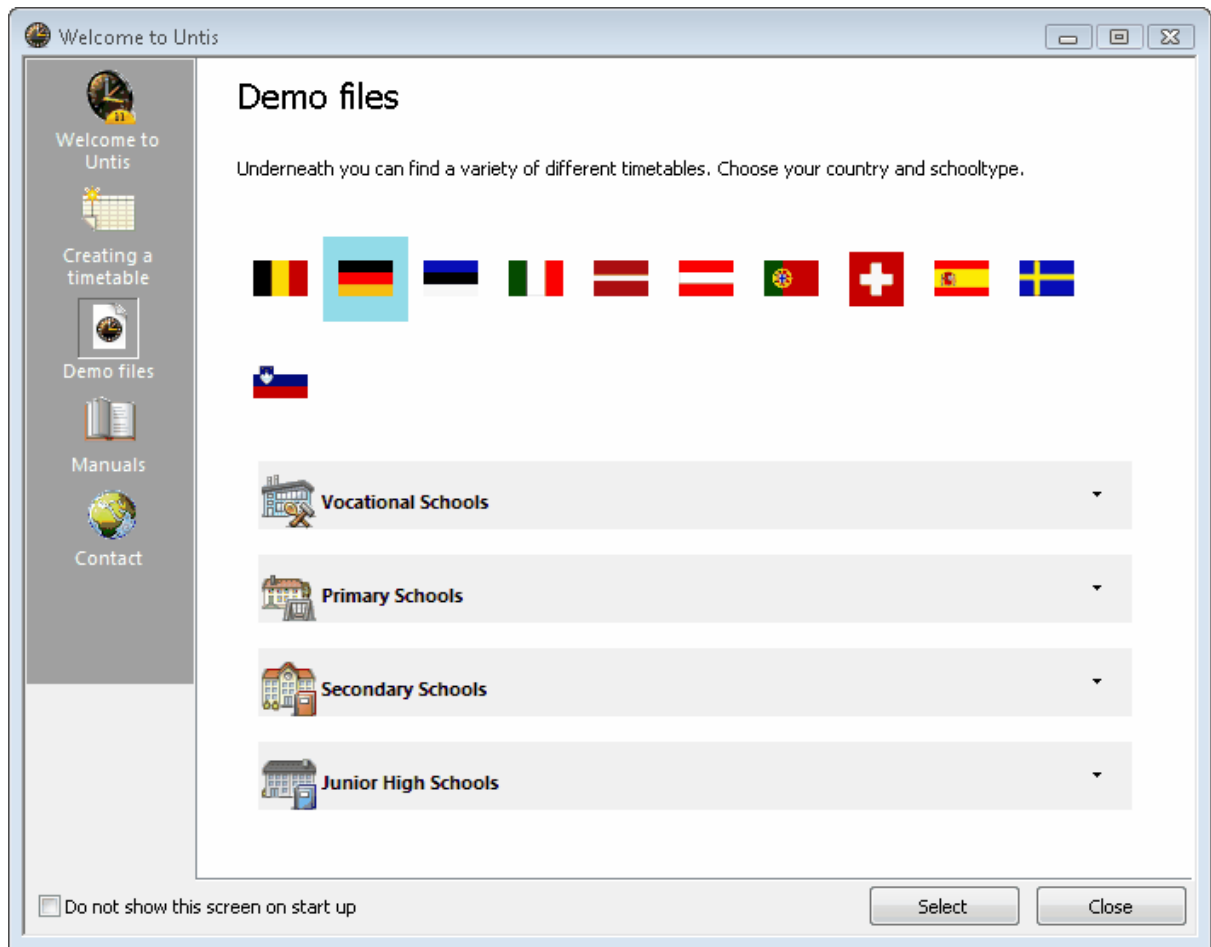 Welcome to Untis
Welcome to
Untis
Creating a
timetable
Demo files
Manuals
Contact
Demo files
Underneath you can find a variety of different timetables. Choose your country and schooltype.
Vocational Schools
Primary Schools
Secondary Schools
Junior High Schools
Do not show this screen on start up
Select
Close